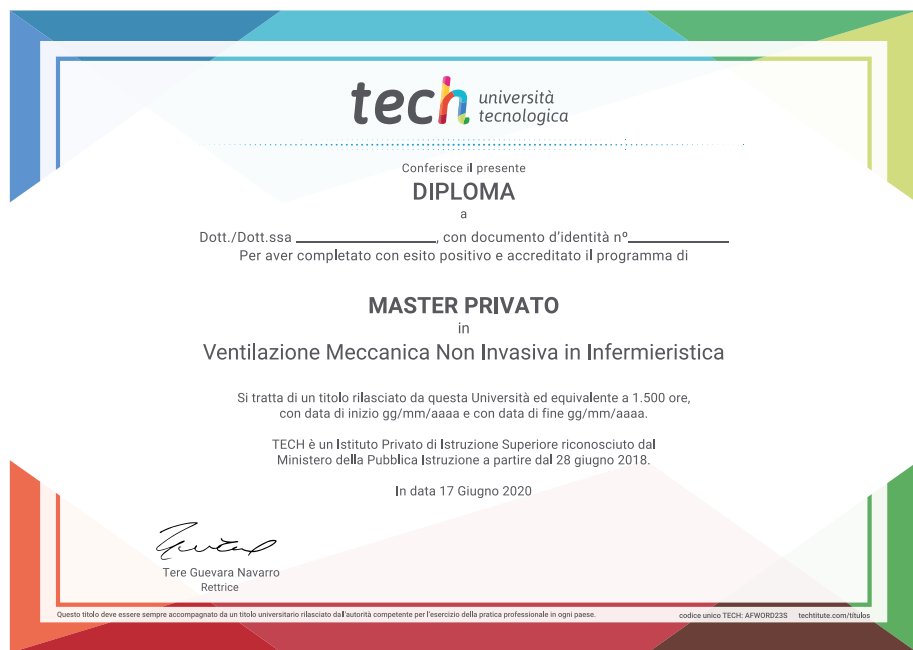 tech università
tecnologica
Conferisce il presente
DIPLOMA
a
Dott./Dott.ssa ________________, con documento d'identità nº____________
Per aver completato con esito positivo e accreditato il programma di
MASTER PRIVATO
in
Ventilazione Meccanica Non Invasiva in Infermieristica
Si tratta di un titolo rilasciato da questa Università ed equivalente a 1.500 ore,
con data di inizio gg/mm/aaaa e con data di fine gg/mm/aaaa.
TECH è un Istituto Privato di Istruzione Superiore riconosciuto dal
Ministero della Pubblica Istruzione a partire dal 28 giugno 2018.
In data 17 Giugno 2020
Tere Guevara Navarro
Rettrice
Questo titolo deve essere sempre accompagnato da un titolo universitario rilasciato dall'autorità competente per l'esercizio della pratica professionale in ogni paese.
codice unico TECH: AFWORD23S techtitute.com/títulos